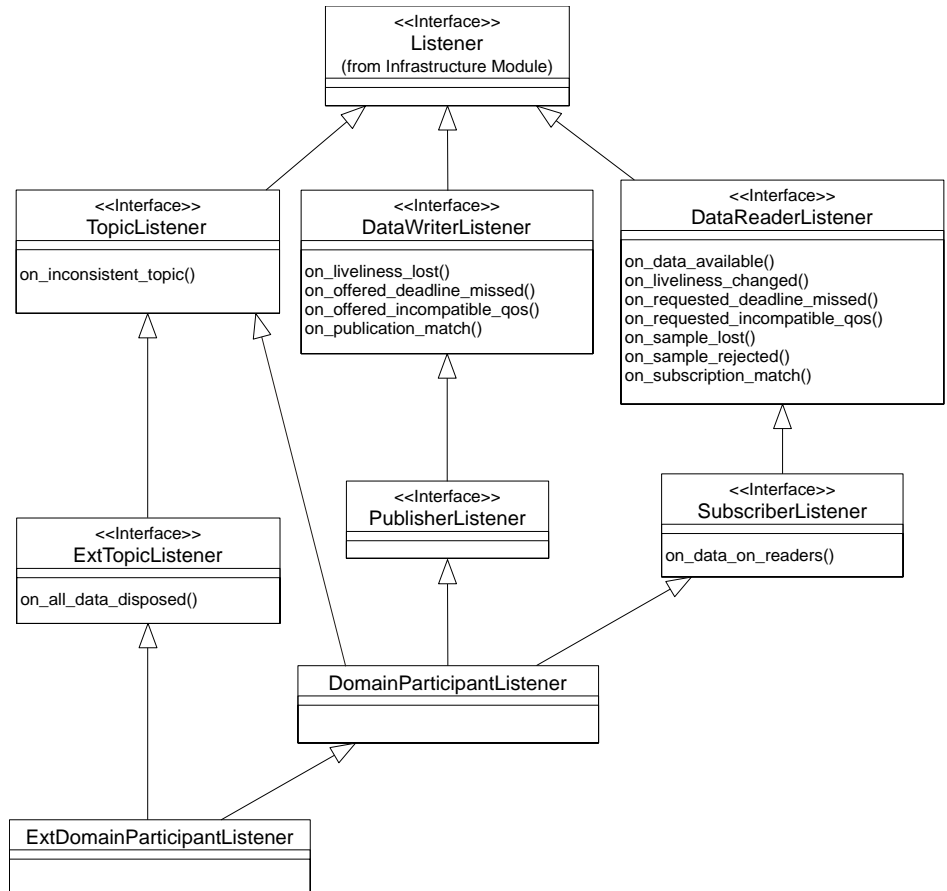 <<Interface>>
Listener
(from Infrastructure Module)
<<Interface>>
TopicListener
on_inconsistent_topic()
<<Interface>>
DataWriterListener
on_liveliness_lost()
on_offered_deadline_missed()
on_offered_incompatible_qos()
on_publication_match()
<<Interface>>
DataReaderListener
on_data_available()
on_liveliness_changed()
on_requested_deadline_missed()
on_requested_incompatible_qos()
on_sample_lost()
on_sample_rejected()
on_subscription_match()
<<Interface>>
ExtTopicListener
on_all_data_disposed()
<<Interface>>
PublisherListener
<<Interface>>
SubscriberListener
on_data_on_readers()
DomainParticipantListener
ExtDomainParticipantListener